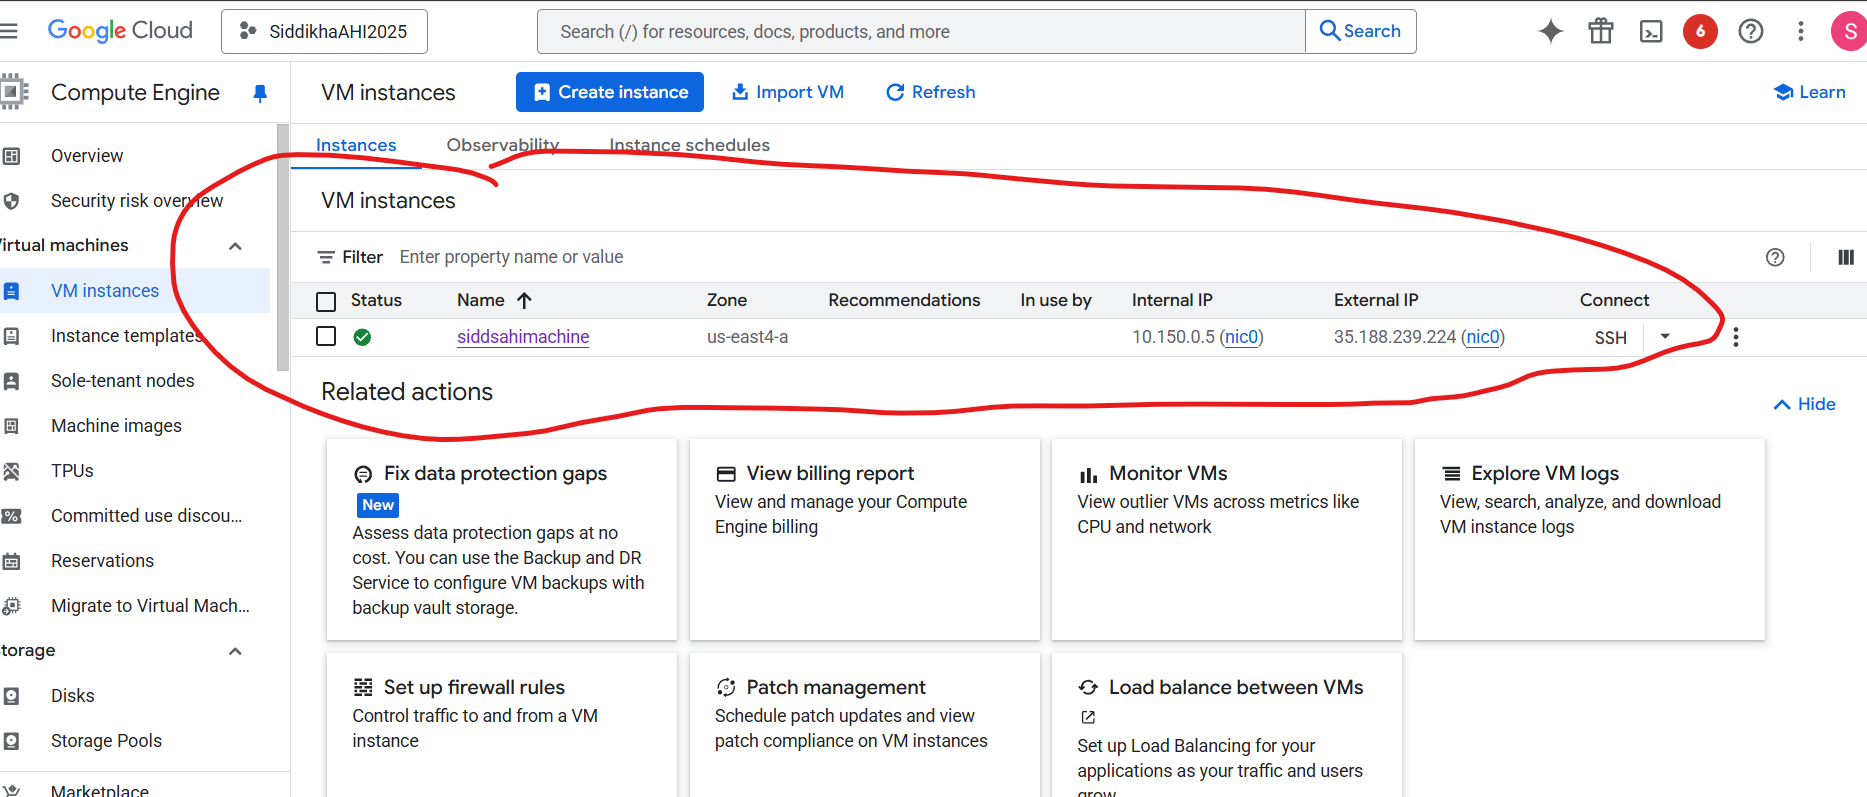 Google Cloud
SiddikhaAHI2025
Search (/) for resources, docs, products, and more
Search
6
S
Compute Engine
VM instances
Create instance
Import VM
Refresh
Learn
Instances
Observability
Instance schedules
Overview
Security risk overview
irtual machines
VM instances
Instance templates
Sole-tenant nodes
Machine images
TPUs
Committed use discou...
Reservations
Migrate to Virtual Mach...
torage
Disks
Storage Pools
Marketplace
VM instances
Filter Enter property name or value
Status Name Zone Recommendations In use by Internal IP External IP Connect
siddsahimachine us-east4-a 10.150.0.5 (nic0) 35.188.239.224 (nic0) SSH
Related actions
Hide
Fix data protection gaps
New
Assess data protection gaps at no
cost. You can use the Backup and DR
Service to configure VM backups with
backup vault storage.
View billing report
View and manage your Compute
Engine billing
Monitor VMs
View outlier VMs across metrics like
CPU and network
Explore VM logs
View, search, analyze, and download
VM instance logs
Set up firewall rules
Control traffic to and from a VM
instance
Patch management
Schedule patch updates and view
patch compliance on VM instances
Load balance between VMs
Set up Load Balancing for your
applications as your traffic and users
grow